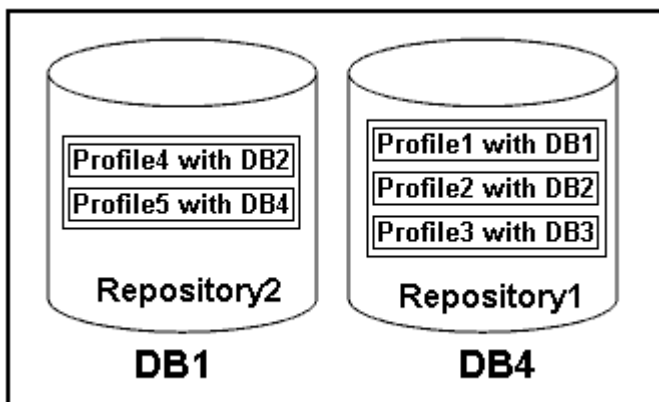 Profile4 with DB2
Profile5 with DB4
Repository2
DB1
Profile1 with DB1
Profile2 with DB2
Profile3 with DB3
Repository1
DB4